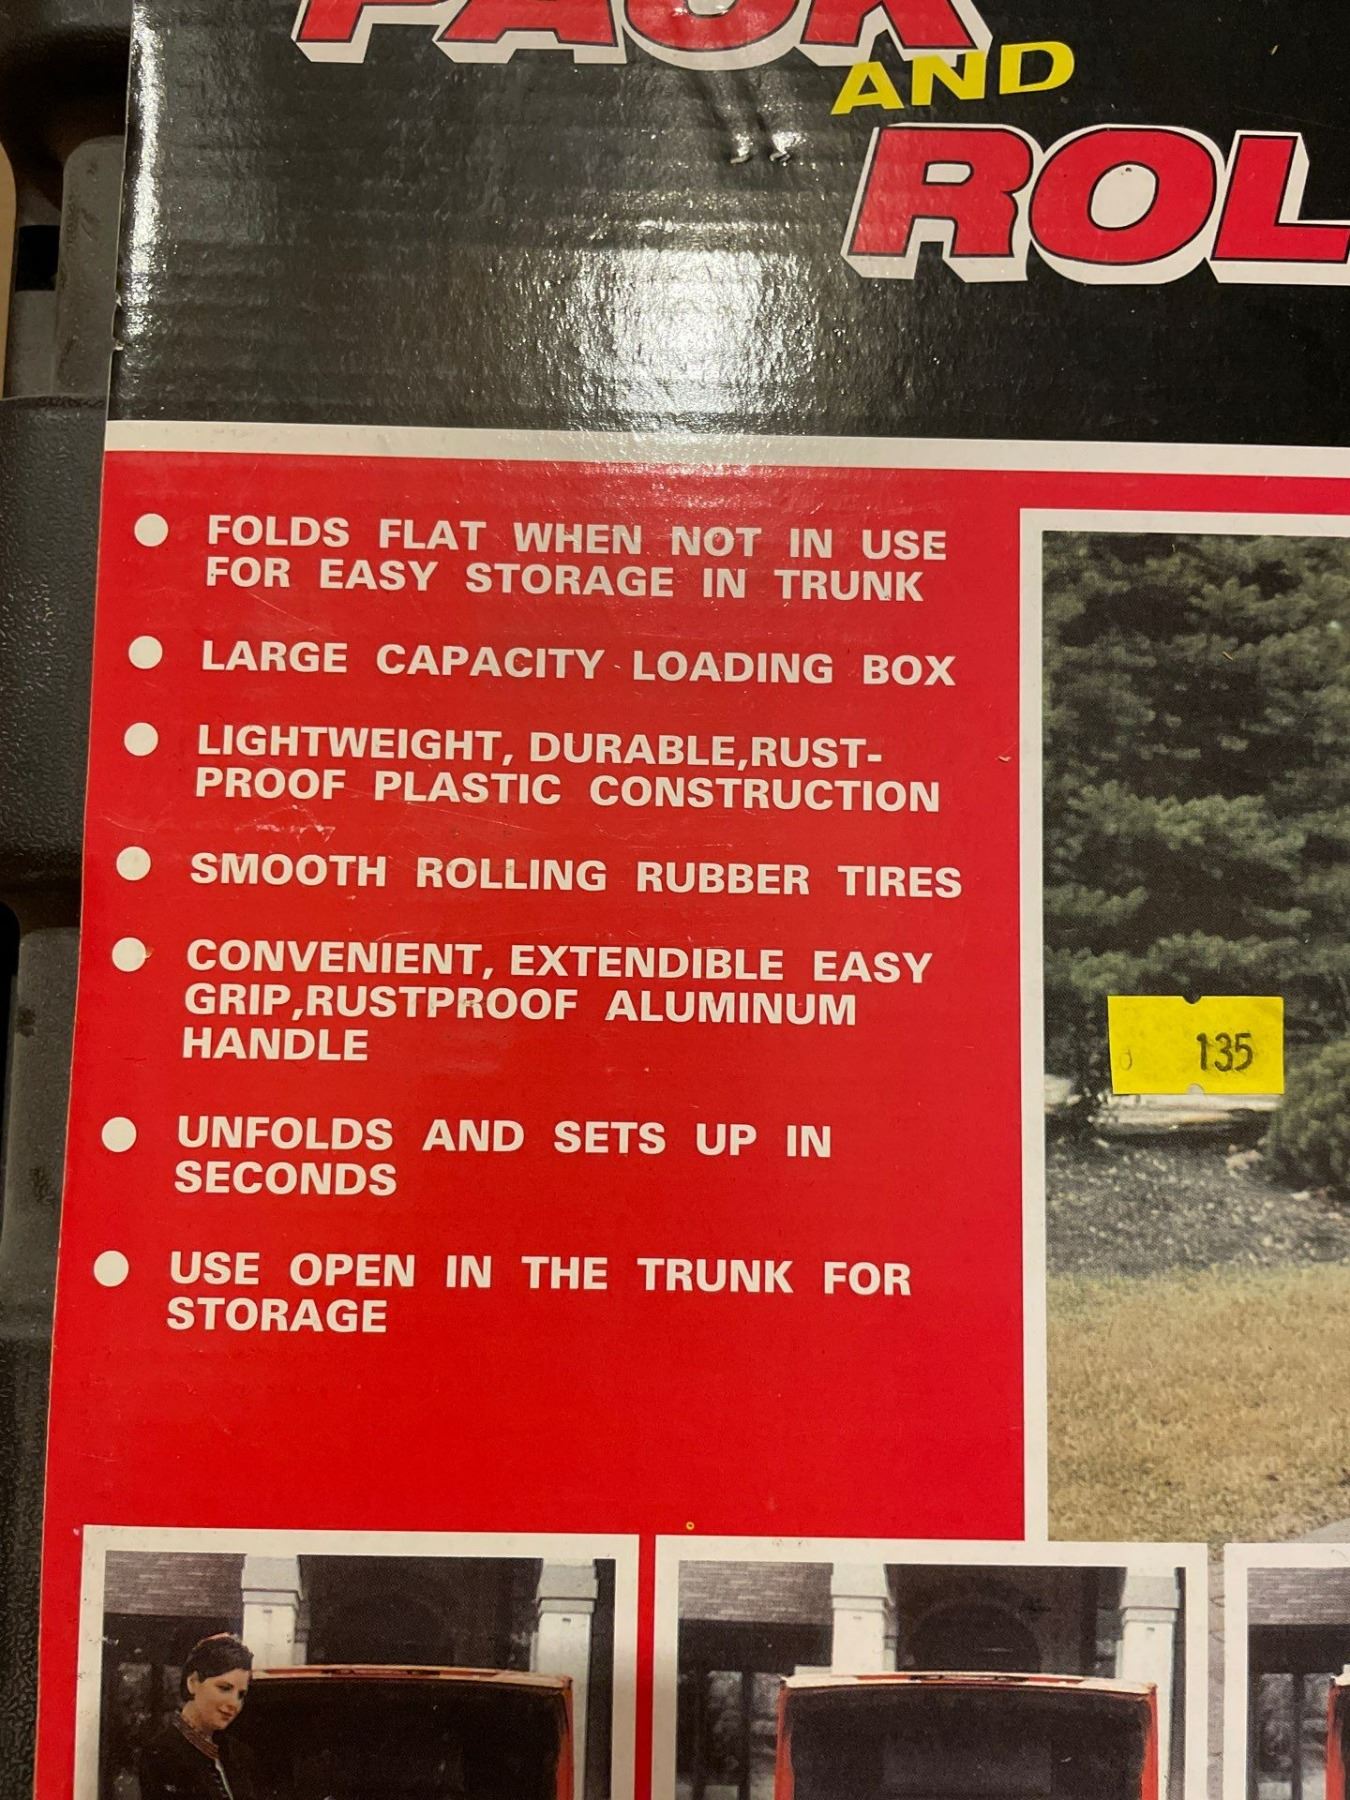 PACK
AND
ROL
FOLDS FLAT WHEN NOT IN USE
FOR EASY STORAGE IN TRUNK
LARGE CAPACITY LOADING BOX
LIGHTWEIGHT, DURABLE,RUST-
PROOF PLASTIC CONSTRUCTION
SMOOTH ROLLING RUBBER TIRES
CONVENIENT, EXTENDIBLE EASY
GRIP,RUSTPROOF ALUMINUM
HANDLE
UNFOLDS AND SETS UP IN
SECONDS
USE OPEN IN THE TRUNK FOR
STORAGE
135